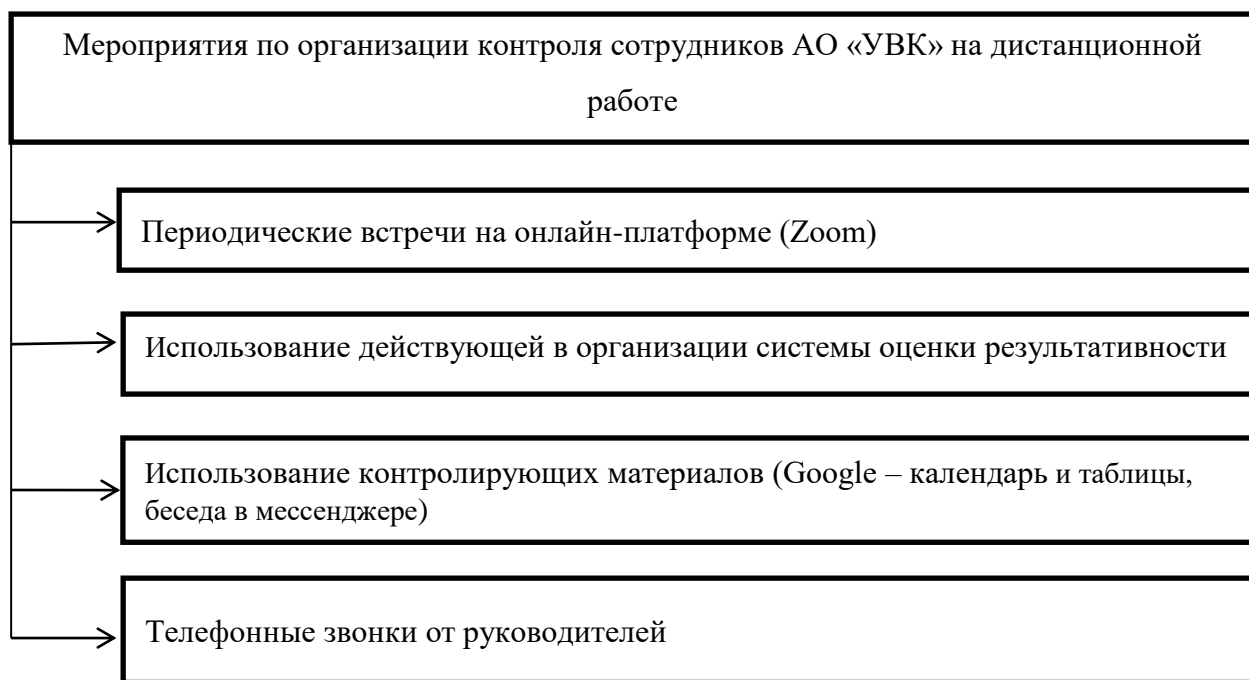 Мероприятия по организации контроля сотрудников АО «УВК» на дистанционной
работе
Периодические встречи на онлайн-платформе (Zoom)
Использование действующей в организации системы оценки результативности
Использование контролирующих материалов (Google – календарь и таблицы,
беседа в мессенджере)
Телефонные звонки от руководителей